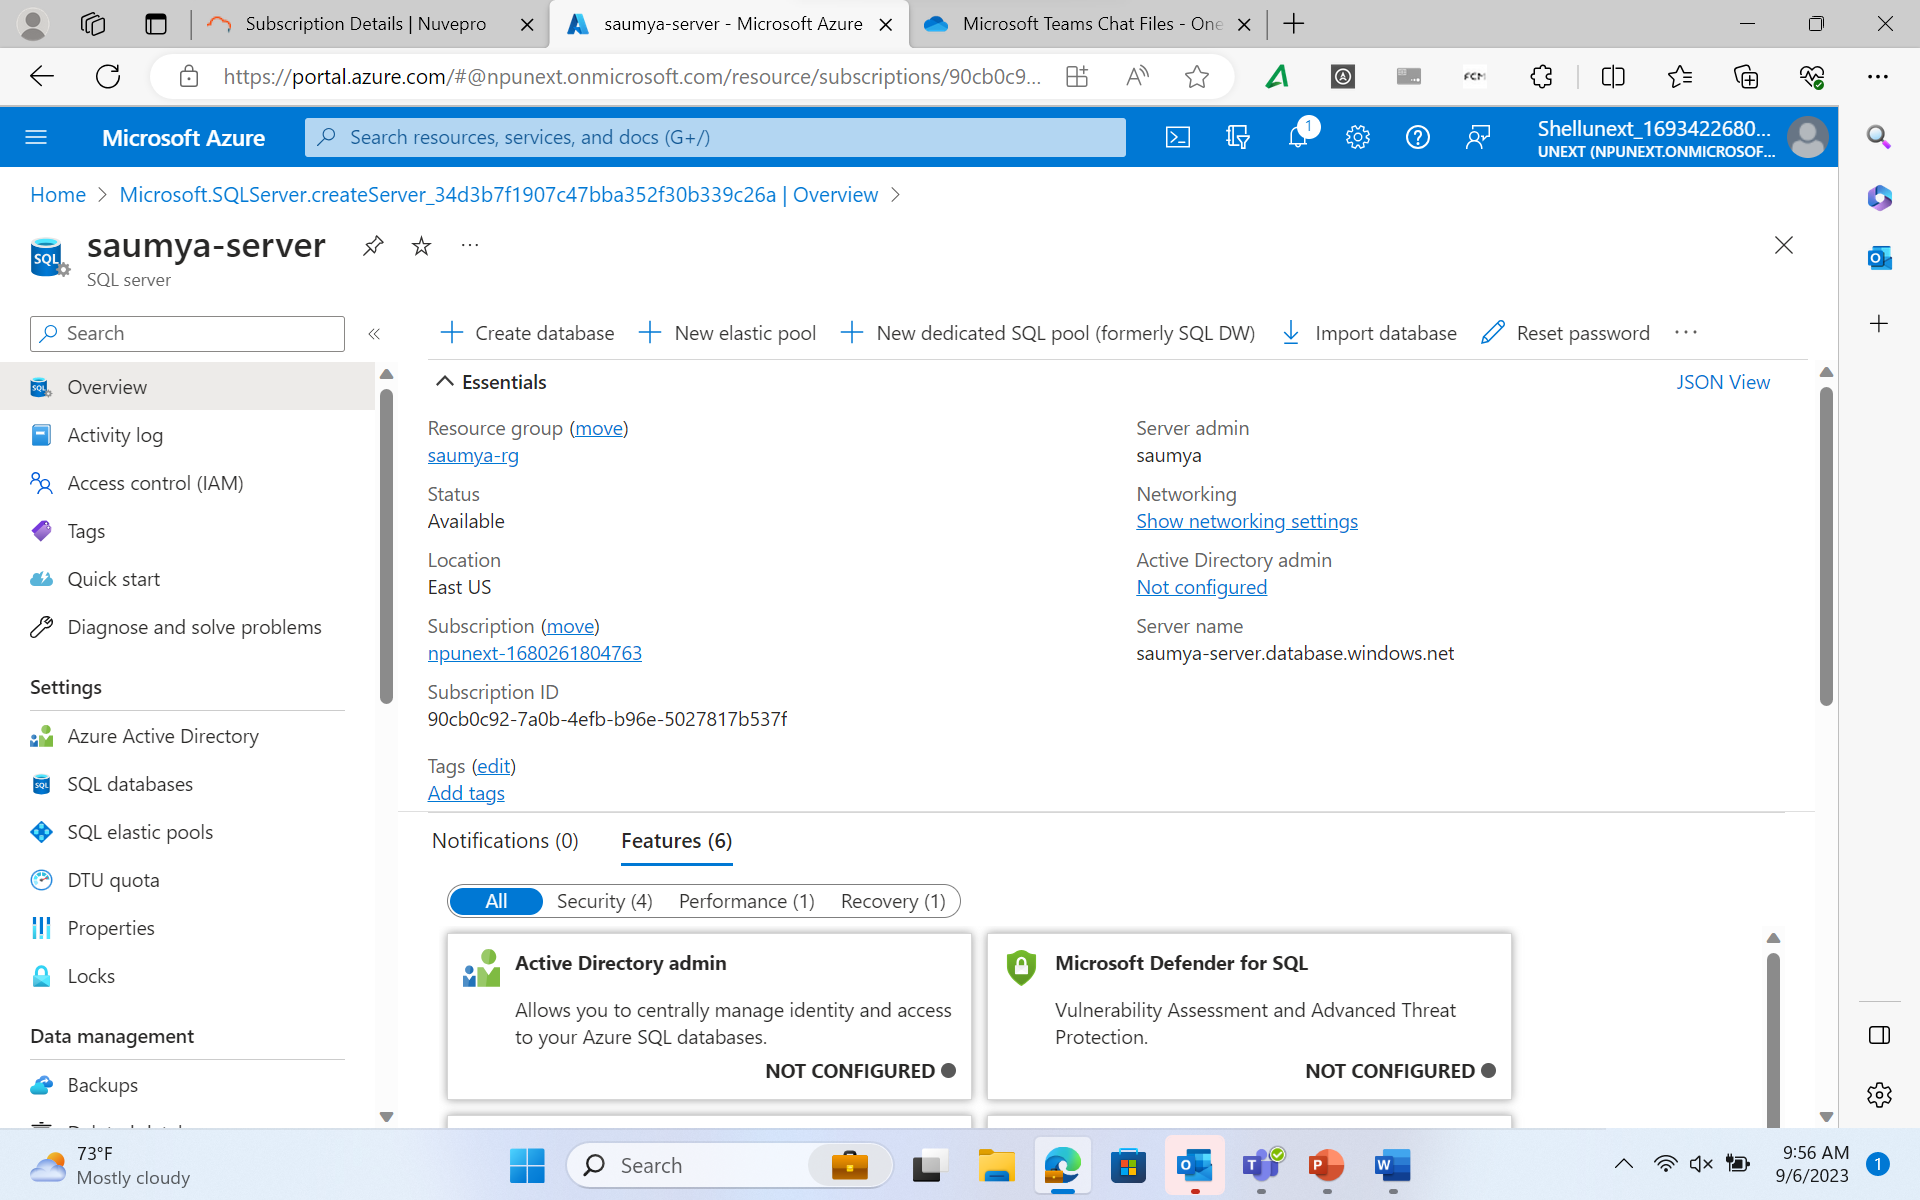 Subscription Details | Nuvepro
saumya-server - Microsoft Azure
Microsoft Teams Chat Files - One
https://portal.azure.com/#@npunext.onmicrosoft.com/resource/subscriptions/90cb0c9...
FCM
Microsoft Azure
Search resources, services, and docs (G+/)
1
Shellunext_1693422680...
UNEXT (NPUNEXT.ONMICROSOF...
Home > Microsoft.SQLServer.createServer_34d3b7f1907c47bba352f30b339c26a | Overview >
SQL
saumya-server
SQL server
Search
Create database
New elastic pool
New dedicated SQL pool (formerly SQL DW)
Import database
Reset password
Overview
Activity log
Access control (IAM)
Tags
Quick start
Diagnose and solve problems
Settings
Azure Active Directory
SQL databases
SQL elastic pools
DTU quota
Properties
Locks
Data management
Backups
Essentials
JSON View
Resource group (move)
saumya-rg
Status
Available
Location
East US
Subscription (move)
npunext-1680261804763
Subscription ID
90cb0c92-7a0b-4efb-b96e-5027817b537f
Tags (edit)
Add tags
Server admin
saumya
Networking
Show networking settings
Active Directory admin
Not configured
Server name
saumya-server.database.windows.net
Notifications (0)
Features (6)
All
Security (4)
Performance (1)
Recovery (1)
Active Directory admin
Allows you to centrally manage identity and access
to your Azure SQL databases.
NOT CONFIGURED
Microsoft Defender for SQL
Vulnerability Assessment and Advanced Threat
Protection.
NOT CONFIGURED
73°F
Mostly cloudy
Search
9:56 AM
9/6/2023
1